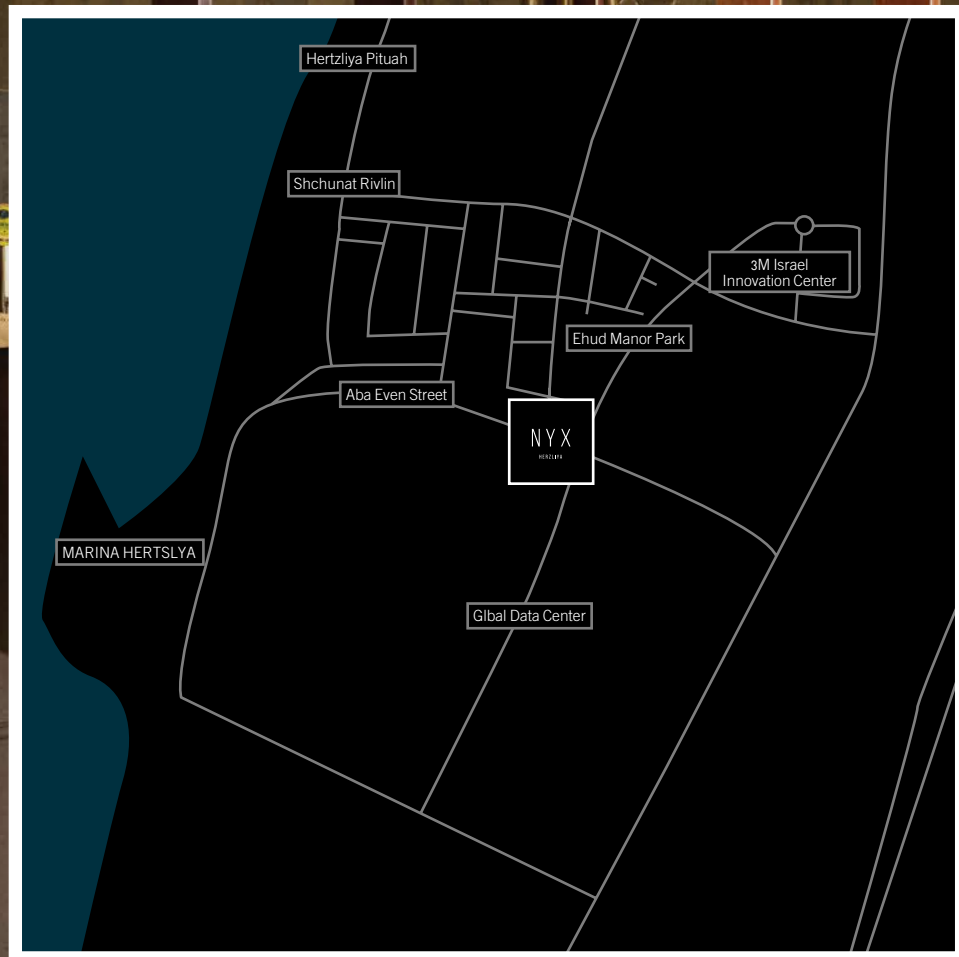 Hertzliya Pituah
Shchunat Rivlin
3M Israel
Innovation Center
Ehud Manor Park
Aba Even Street
NYX
HERZLIYA
MARINA HERTSLYA
Glbal Data Center